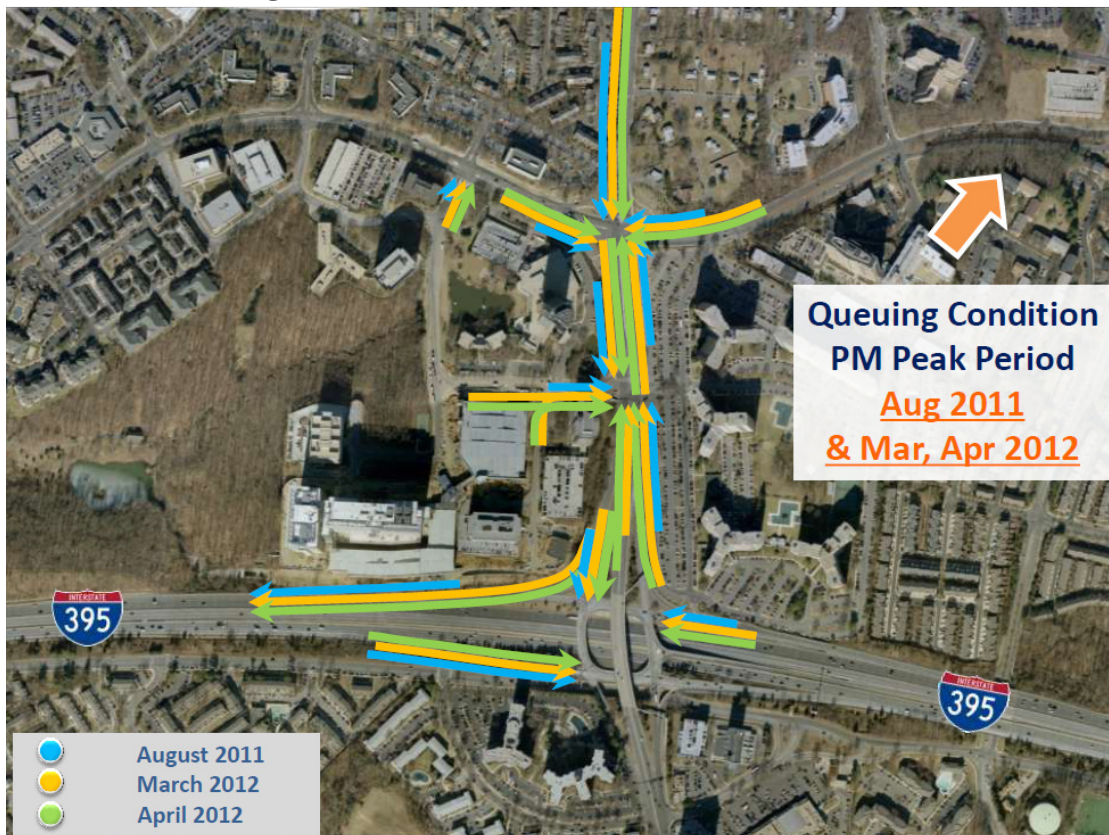 Queuing Condition
PM Peak Period
Aug 2011
& Mar, Apr 2012
INTERSTATE
395
INTERSTATE
395
August 2011
March 2012
April 2012